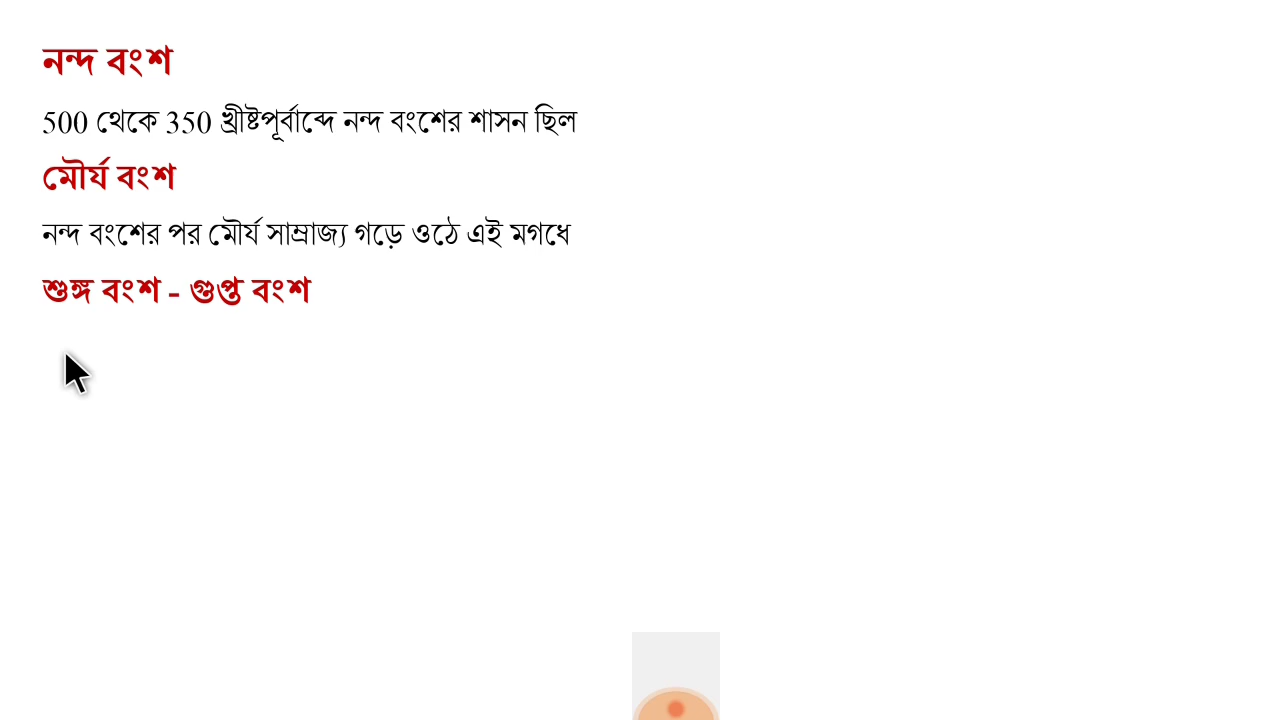 নন্দ বংশ
500 থেকে 350 খ্রীষ্টপূর্বাব্দে নন্দ বংশের শাসন ছিল
মৌর্য বংশ
নন্দ বংশের পর মৌর্য সাম্রাজ্য গড়ে ওঠে এই মগধে
শুঙ্গ বংশ - গুপ্ত বংশ